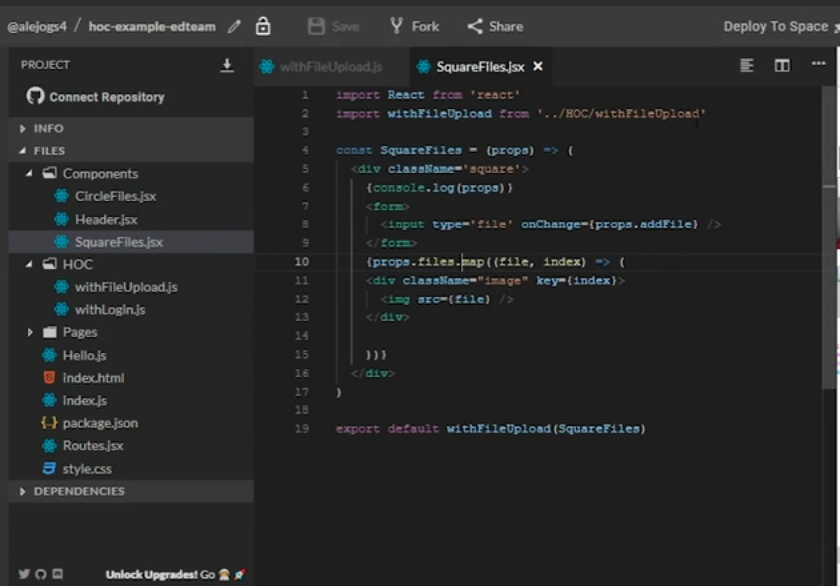 @alejogs4 / hoc-example-edteam Save Fork Share Deploy To Space
PROJECT
Connect Repository
INFO
FILES
Components
CircleFiles.jsx
Header.jsx
SquareFiles.jsx
HOC
withFileUpload.js
withLogin.js
Pages
Hello.js
index.html
index.js
package.json
Routes.jsx
style.css
DEPENDENCIES
Unlock Upgrades! Go
withFileUpload.js SquareFiles.jsx
1 import React from 'react'
2 import withFileUpload from '../HOC/withFileUpload'
3
4 const SquareFiles = (props) => (
5 <div className='square'>
6 {console.log(props)}
7 <form>
8 <input type='file' onChange={props.addFile} />
9 </form>
10 {props.files.map((file, index) => (
11 <div className="image" key={index}>
12 <img src={file} />
13 </div>
14
15 ))}
16 </div>
17 )
18
19 export default withFileUpload(SquareFiles)